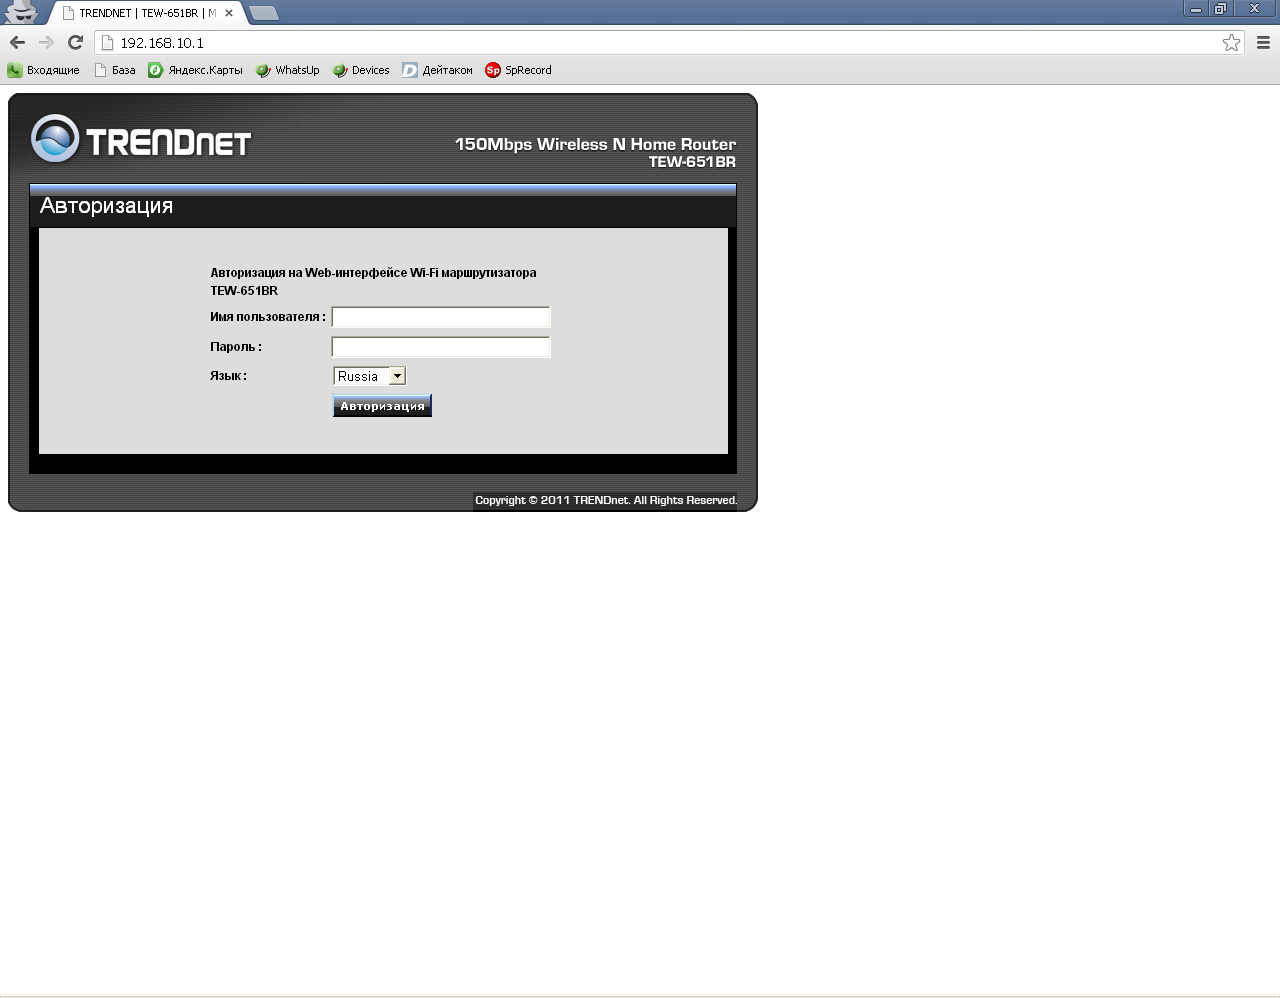 TRENDNET | TEW-651BR | M
192.168.10.1
Входящие База Яндекс.Карты WhatsUp Devices Дейтаком SpRecord
TRENDNET
150Mbps Wireless N Home Router
TEW-651BR
Авторизация
Авторизация на Web-интерфейсе Wi-Fi маршрутизатора
TEW-651BR
Имя пользователя :
Пароль :
Язык : Russia
Авторизация
Copyright © 2011 TRENDnet. All Rights Reserved.